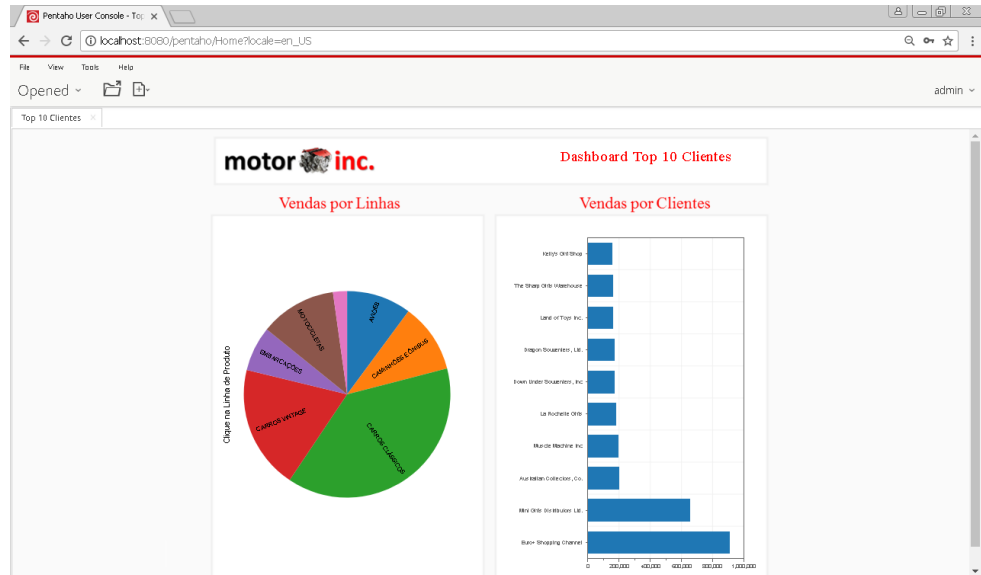 Pentaho User Console - Top
localhost:8080/pentaho/Home?locale=en_US
File View Tools Help
Opened
admin
Top 10 Clientes
motor inc.
Dashboard Top 10 Clientes
Vendas por Linhas
Vendas por Clientes
Clique na Linha de Produto
AVIÕES
CAMINHÕES E ÔNIBUS
CARROS CLÁSSICOS
CARROS VINTAGE
EMBARCAÇÕES
MOTOCICLETAS
Kelly's Gift Shop
The Sharp Gifts Warehouse
Land of Toys Inc.
Dragon Souveniers, Ltd.
Down Under Souveniers, Inc
La Rochelle Gifts
Muscle Machine Inc
Australian Collectors, Co.
Mini Gifts Distributors Ltd.
Euro+ Shopping Channel
0 200,000 400,000 600,000 800,000 1,000,000